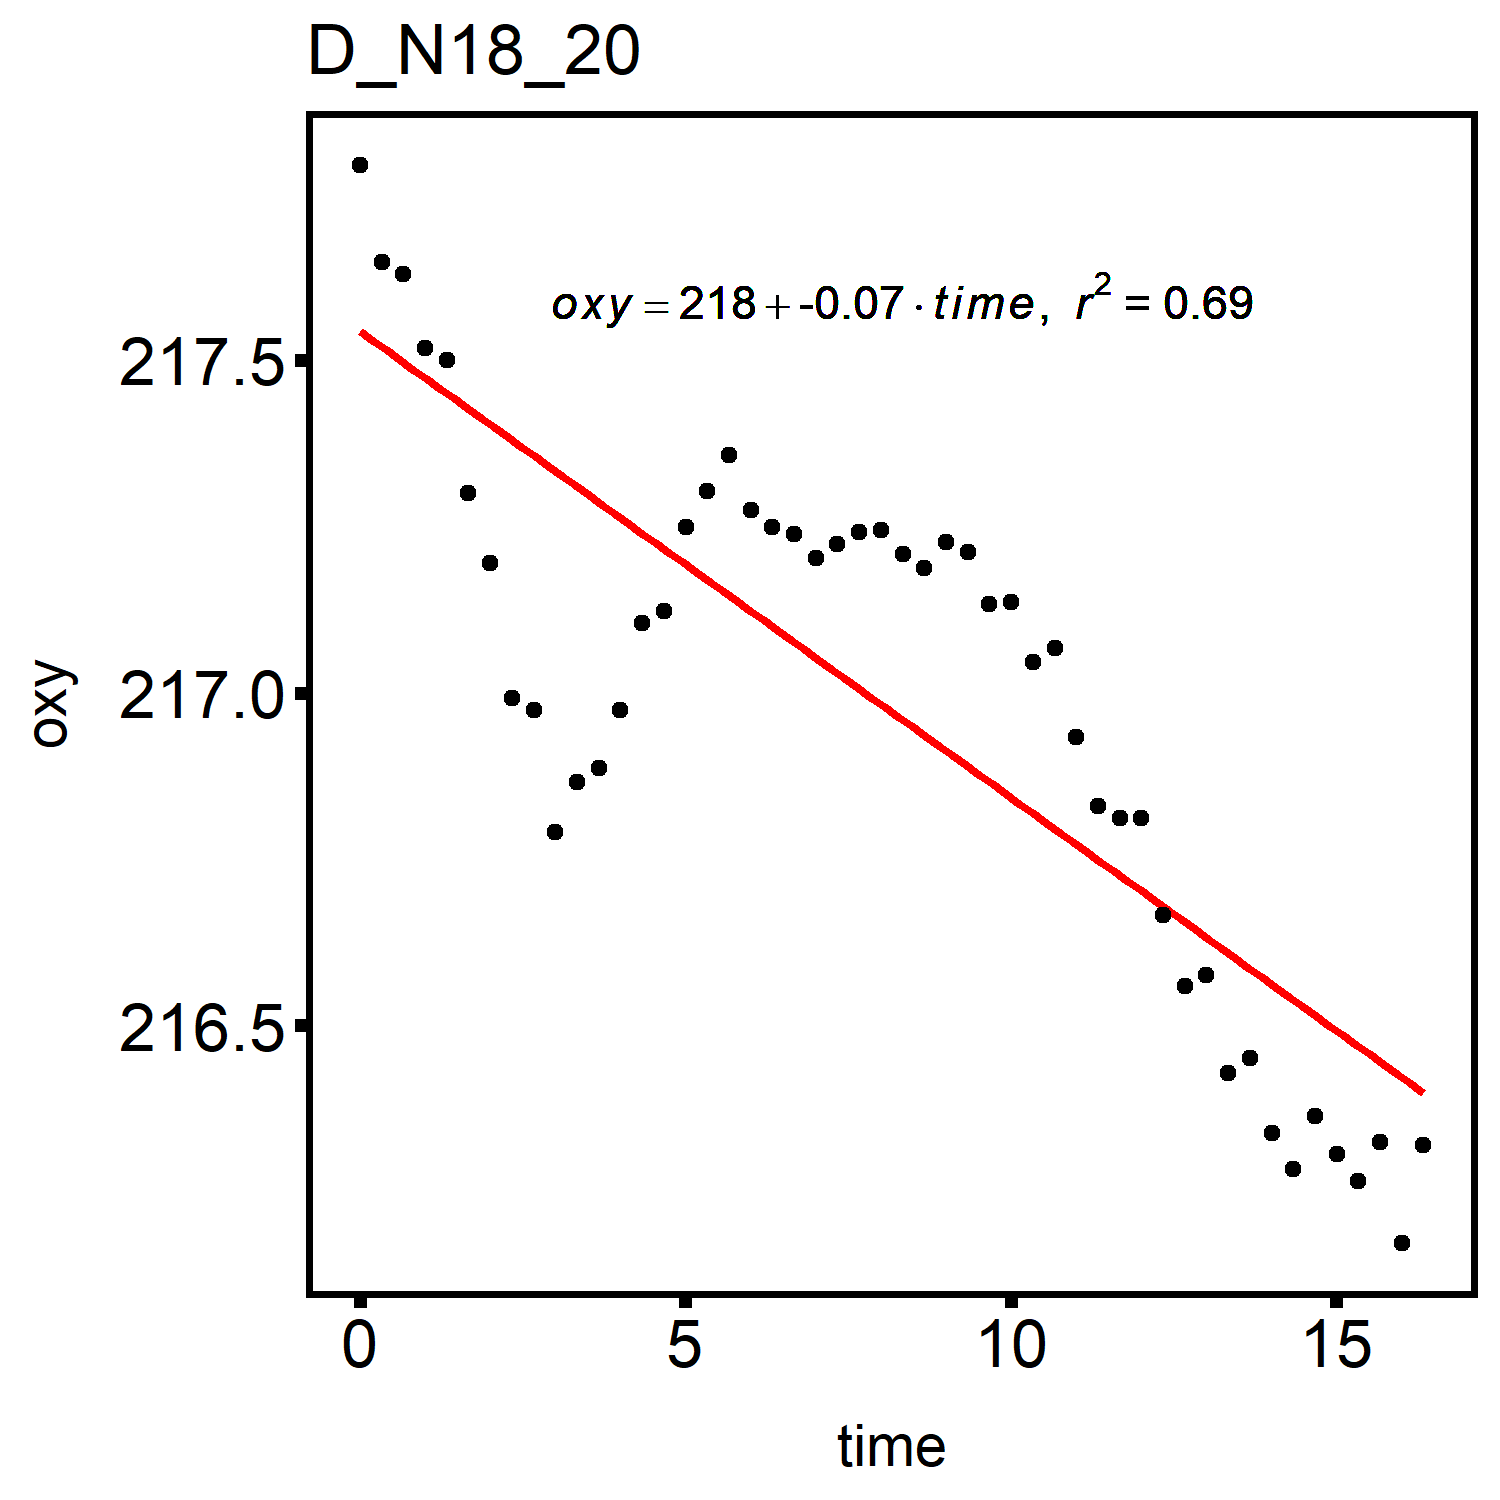 D_N18_20
oxy = 218 + -0.07 · time, r² = 0.69
217.5
217.0
216.5
oxy
0 5 10 15
time